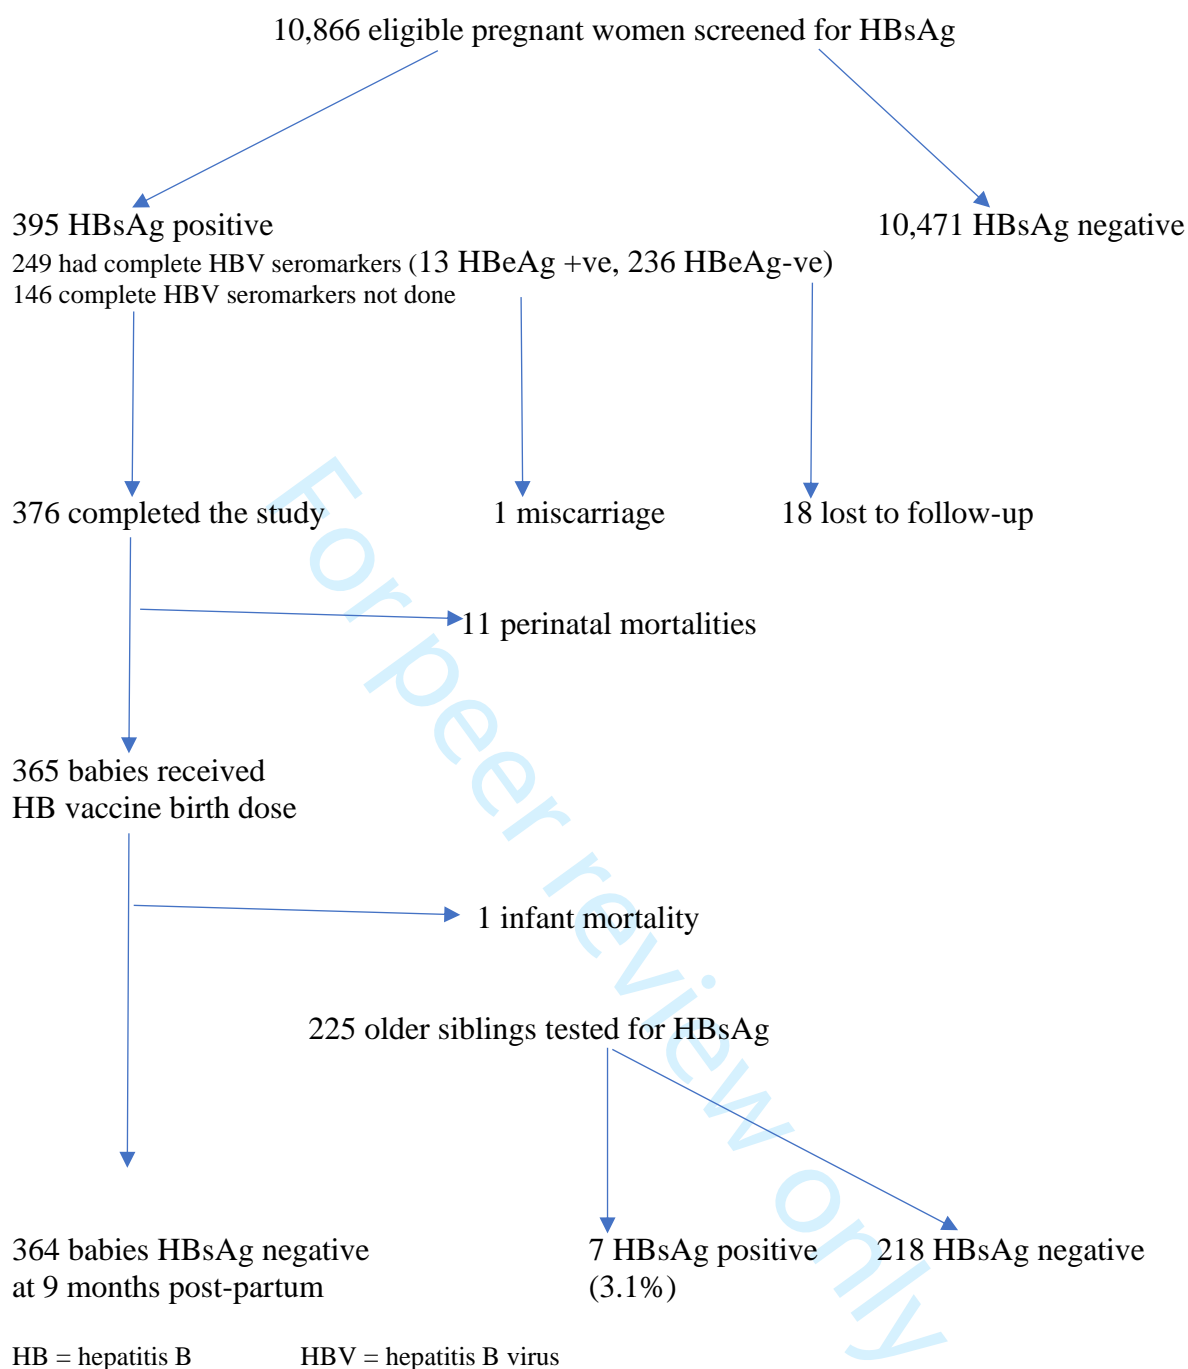 10,866 eligible pregnant women screened for HBsAg
395 HBsAg positive
10,471 HBsAg negative
249 had complete HBV seromarkers (13 HBeAg +ve, 236 HBeAg-ve)
146 complete HBV seromarkers not done
376 completed the study
1 miscarriage
18 lost to follow-up
11 perinatal mortalities
365 babies received
HB vaccine birth dose
1 infant mortality
225 older siblings tested for HBsAg
364 babies HBsAg negative
at 9 months post-partum
7 HBsAg positive
(3.1%)
218 HBsAg negative
HB = hepatitis B
HBV = hepatitis B virus
For peer review only